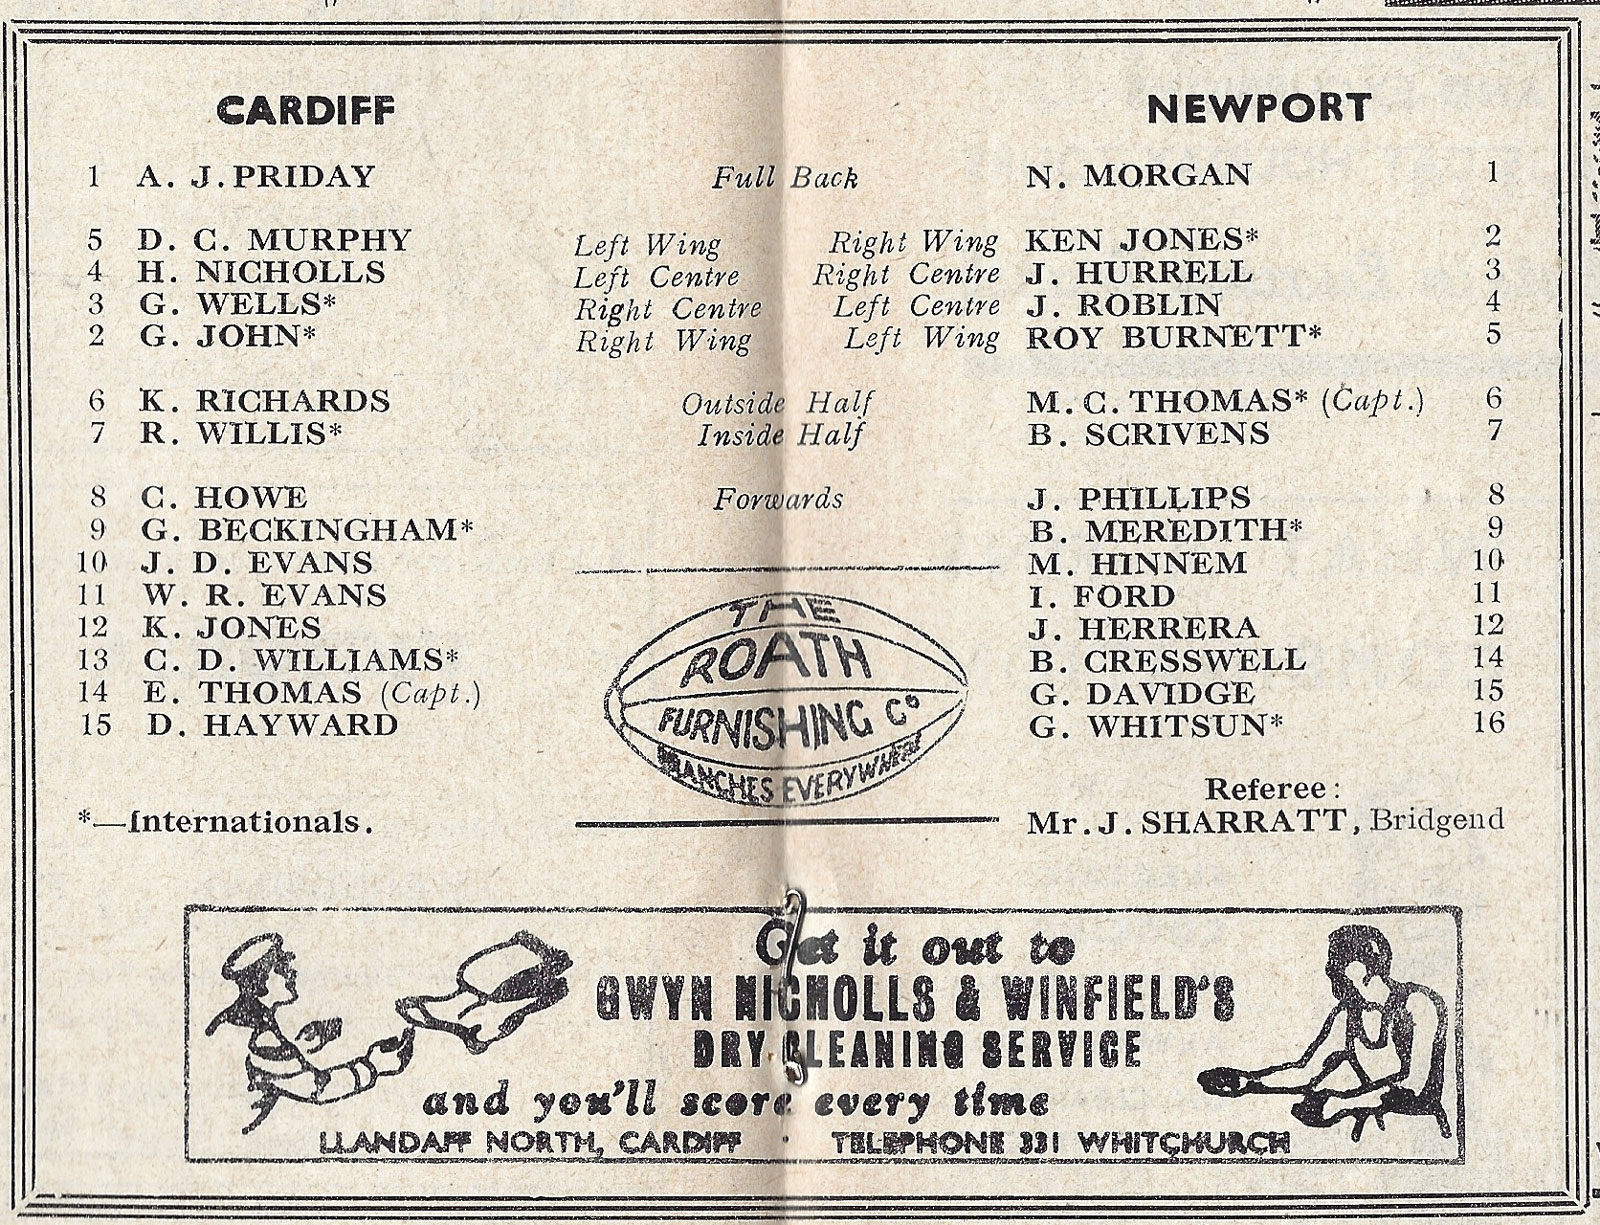 CARDIFF NEWPORT
1 A. J. PRIDAY Full Back N. MORGAN 1
5 D. C. MURPHY Left Wing Right Wing KEN JONES* 2
4 H. NICHOLLS Left Centre Right Centre J. HURRELL 3
3 G. WELLS* Right Centre Left Centre J. ROBLIN 4
2 G. JOHN* Right Wing Left Wing ROY BURNETT* 5
6 K. RICHARDS Outside Half M. C. THOMAS* (Capt.) 6
7 R. WILLIS* Inside Half B. SCRIVENS 7
8 C. HOWE Forwards J. PHILLIPS 8
9 G. BECKINGHAM* B. MEREDITH* 9
10 J. D. EVANS M. HINNEM 10
11 W. R. EVANS I. FORD 11
12 K. JONES J. HERRERA 12
13 C. D. WILLIAMS* B. CRESSWELL 14
14 E. THOMAS (Capt.) G. DAVIDGE 15
15 D. HAYWARD G. WHITSUN* 16
THE
ROATH
FURNISHING Co
BRANCHES EVERYWHERE
*—Internationals.
Referee:
Mr. J. SHARRATT, Bridgend
Get it out to
GWYN NICHOLLS & WINFIELD'S
DRY CLEANING SERVICE
and you'll score every time
LLANDAFF NORTH, CARDIFF · TELEPHONE 331 WHITCHURCH